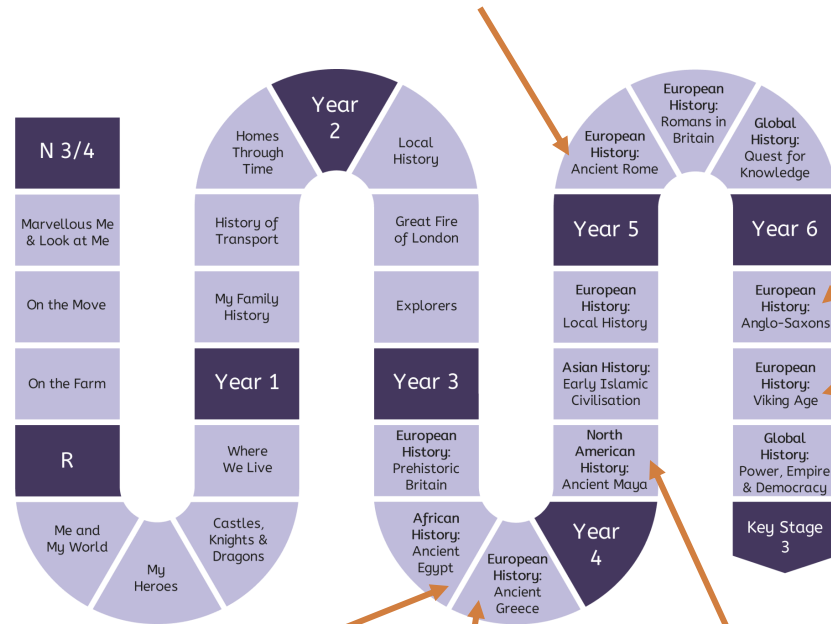 N 3/4
Marvellous Me
& Look at Me
On the Move
On the Farm
R
Me and
My World
My
Heroes
Castles,
Knights &
Dragons
Where
We Live
Year 1
My Family
History
History of
Transport
Homes
Through
Time
Year
2
Local
History
Great Fire
of London
Explorers
Year 3
European
History:
Prehistoric
Britain
African
History:
Ancient
Egypt
European
History:
Ancient
Greece
Year
4
North
American
History:
Ancient Maya
Asian History:
Early Islamic
Civilisation
European
History:
Local History
Year 5
European
History:
Ancient Rome
European
History:
Romans in
Britain
Global
History:
Quest for
Knowledge
Year 6
European
History:
Anglo-Saxons
European
History:
Viking Age
Global
History:
Power, Empire
& Democracy
Key Stage
3